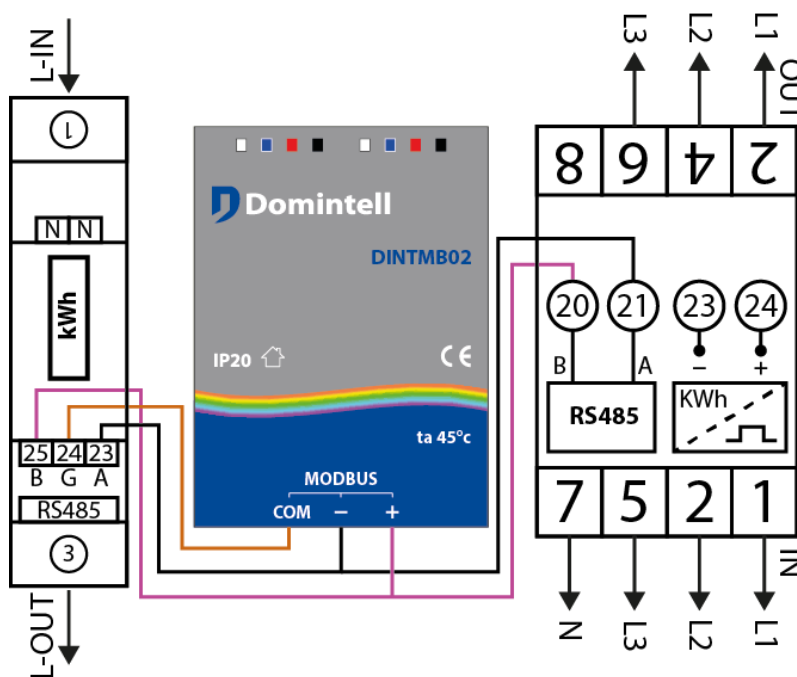 L-IN
1
N N
kWh
25 24 23
B G A
RS485
3
L-OUT
Domintell
DINTMB02
IP20
CE
ta 45°c
MODBUS
COM − +
L3 L2 L1
OUT
8 6 4 2
20 21 23 24
B A − +
RS485
KWh
7 5 2 1
IN
N L3 L2 L1